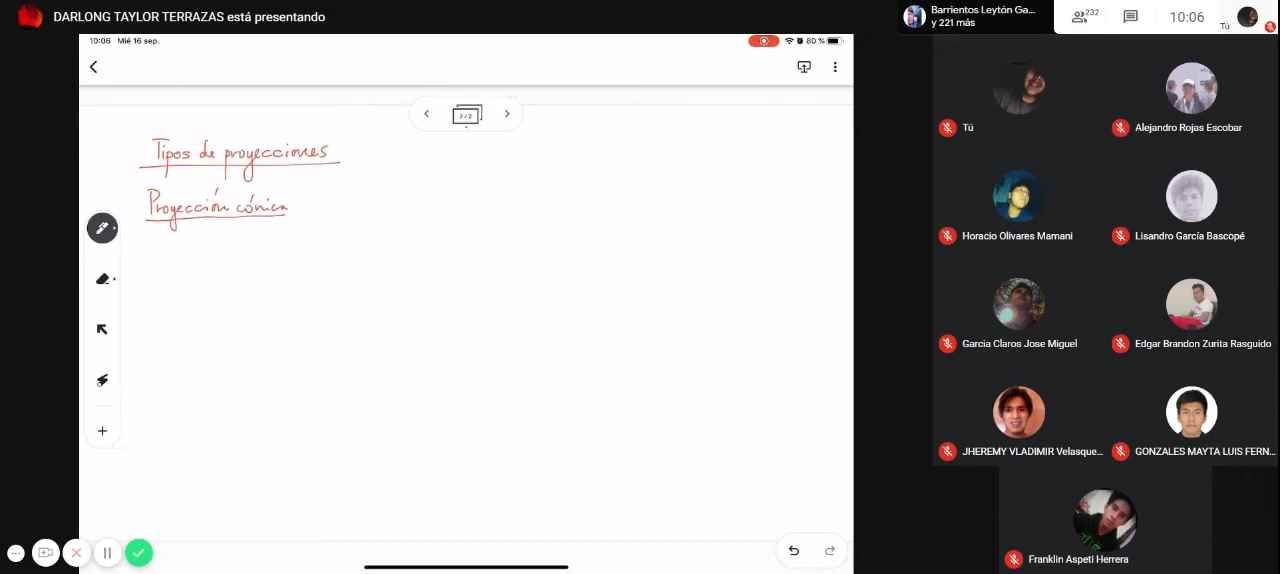 DARLONG TAYLOR TERRAZAS está presentando
Barrientos Leytón Ga...
y 221 más
232
10:06
Tú
10:06 Mié 16 sep.
80 %
2 / 2
Tipos de proyecciones
Proyección cónica
Tú
Alejandro Rojas Escobar
Horacio Olivares Mamani
Lisandro García Bascopé
Garcia Claros Jose Miguel
Edgar Brandon Zurita Rasguido
JHEREMY VLADIMIR Velasque...
GONZALES MAYTA LUIS FERN...
Franklin Aspeti Herrera